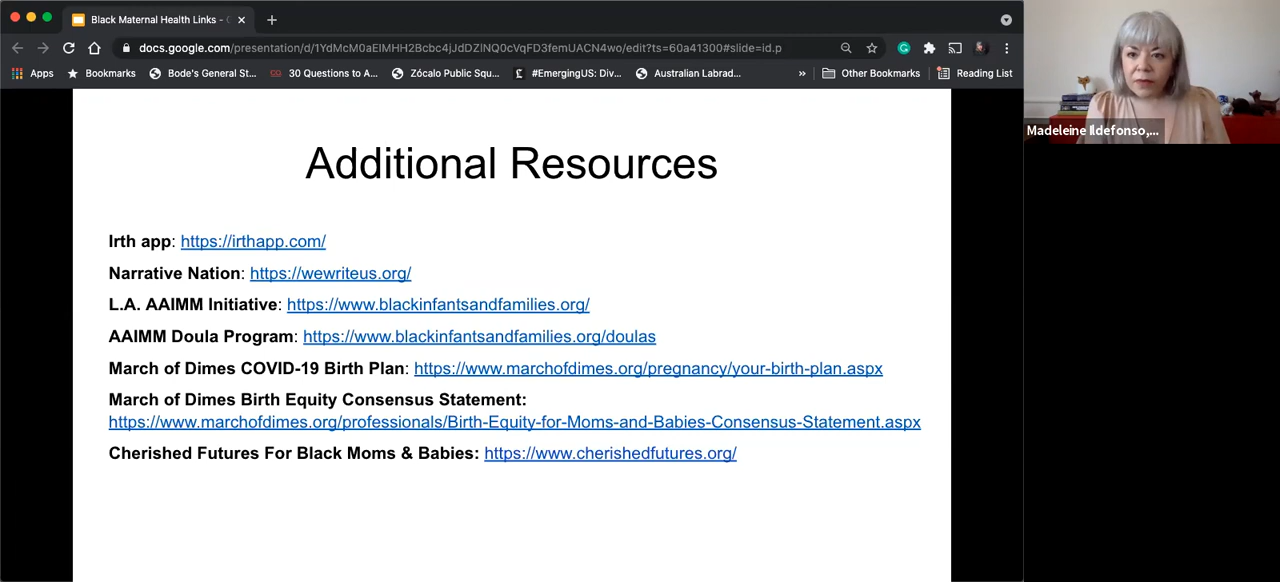 Black Maternal Health Links - G
docs.google.com/presentation/d/1YdMcM0aEIMHH2Bcbc4jJdDZlNQ0cVqFD3femUACN4wo/edit?ts=60a41300#slide=id.p
Apps Bookmarks Bode's General St... 30 Questions to A... Zócalo Public Squ... #EmergingUS: Div... Australian Labrad... » Other Bookmarks Reading List
Madeleine Ildefonso,...
Additional Resources
Irth app: https://irthapp.com/
Narrative Nation: https://wewriteus.org/
L.A. AAIMM Initiative: https://www.blackinfantsandfamilies.org/
AAIMM Doula Program: https://www.blackinfantsandfamilies.org/doulas
March of Dimes COVID-19 Birth Plan: https://www.marchofdimes.org/pregnancy/your-birth-plan.aspx
March of Dimes Birth Equity Consensus Statement:
https://www.marchofdimes.org/professionals/Birth-Equity-for-Moms-and-Babies-Consensus-Statement.aspx
Cherished Futures For Black Moms & Babies: https://www.cherishedfutures.org/